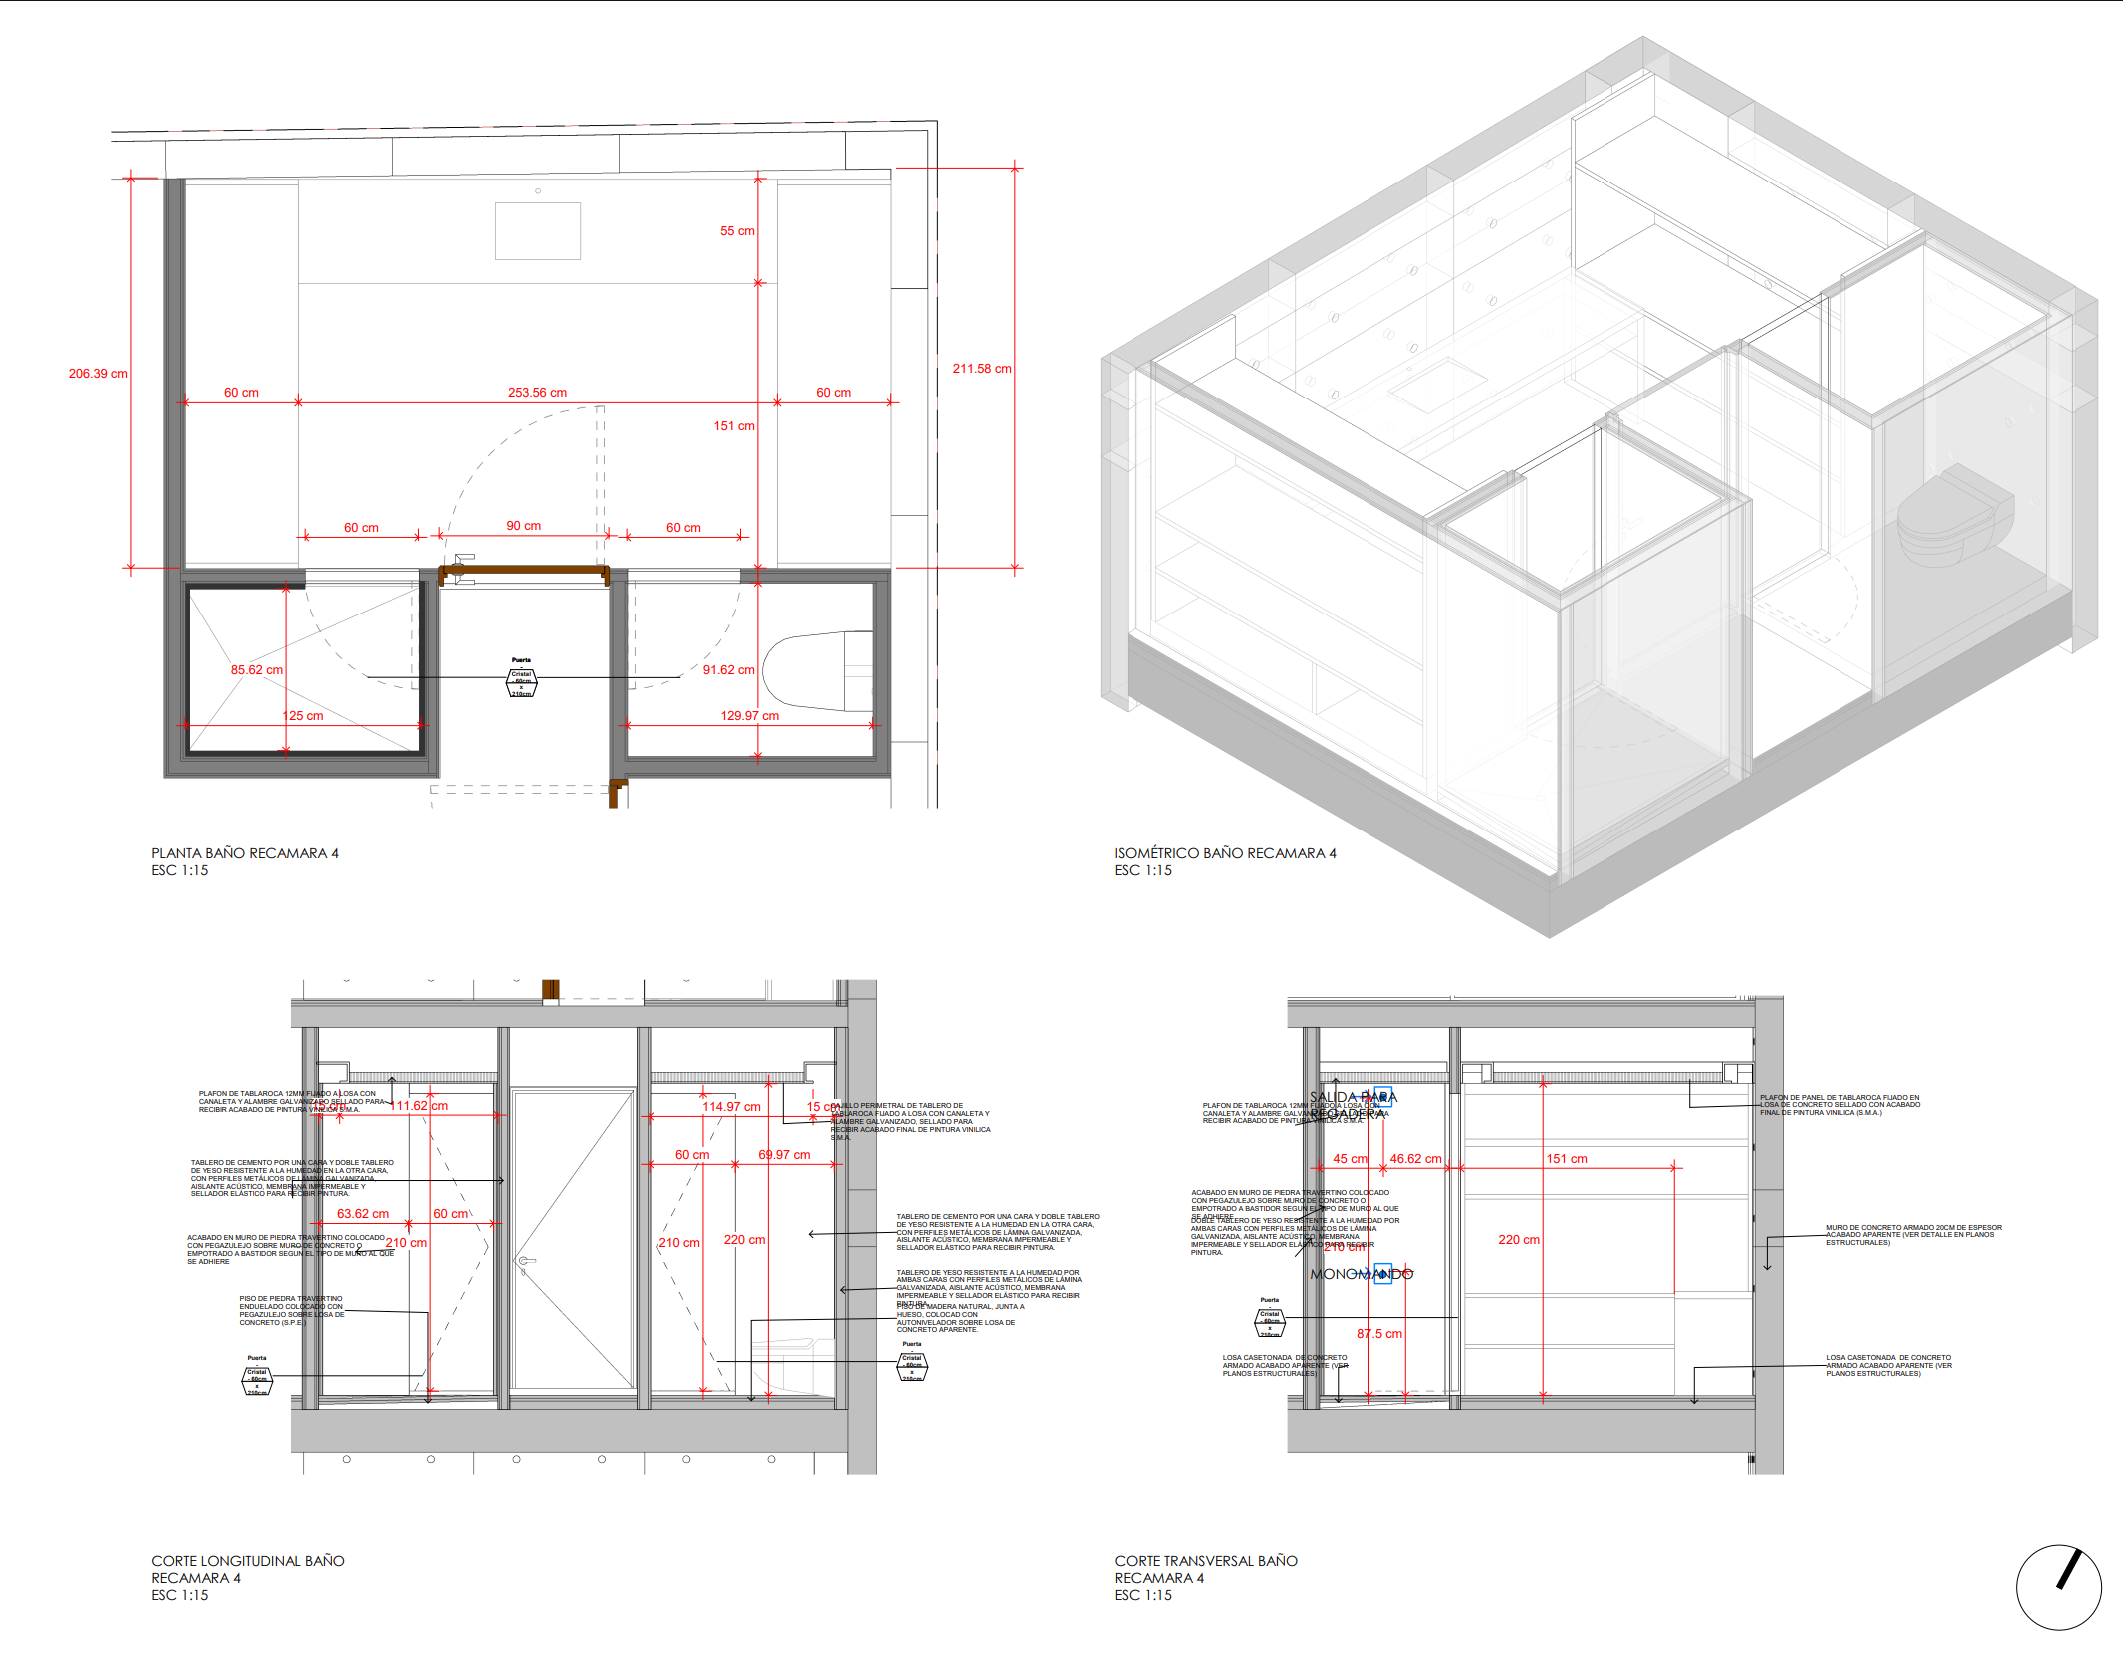 55 cm
206.39 cm
211.58 cm
60 cm
253.56 cm
60 cm
151 cm
60 cm
90 cm
60 cm
85.62 cm
Puerta
-
Cristal
- 60cm
x
210cm
91.62 cm
125 cm
129.97 cm
PLANTA BAÑO RECAMARA 4
ESC 1:15
ISOMÉTRICO BAÑO RECAMARA 4
ESC 1:15
PLAFON DE TABLAROCA 12MM FIJADO A LOSA CON
CANALETA Y ALAMBRE GALVANIZADO SELLADO PARA
RECIBIR ACABADO DE PINTURA VINILICA S.M.A.
15 cm
111.62 cm
114.97 cm
15 cm
CAJILLO PERIMETRAL DE TABLERO DE
TABLAROCA FIJADO A LOSA CON CANALETA Y
ALAMBRE GALVANIZADO, SELLADO PARA
RECIBIR ACABADO FINAL DE PINTURA VINILICA
S.M.A.
TABLERO DE CEMENTO POR UNA CARA Y DOBLE TABLERO
DE YESO RESISTENTE A LA HUMEDAD EN LA OTRA CARA,
CON PERFILES METÁLICOS DE LÁMINA GALVANIZADA,
AISLANTE ACÚSTICO, MEMBRANA IMPERMEABLE Y
SELLADOR ELÁSTICO PARA RECIBIR PINTURA.
60 cm
69.97 cm
63.62 cm
60 cm
ACABADO EN MURO DE PIEDRA TRAVERTINO COLOCADO
CON PEGAZULEJO SOBRE MURO DE CONCRETO O
EMPOTRADO A BASTIDOR SEGUN EL TIPO DE MURO AL QUE
SE ADHIERE
210 cm
210 cm
220 cm
TABLERO DE CEMENTO POR UNA CARA Y DOBLE TABLERO
DE YESO RESISTENTE A LA HUMEDAD EN LA OTRA CARA,
CON PERFILES METÁLICOS DE LÁMINA GALVANIZADA,
AISLANTE ACÚSTICO, MEMBRANA IMPERMEABLE Y
SELLADOR ELÁSTICO PARA RECIBIR PINTURA.
TABLERO DE YESO RESISTENTE A LA HUMEDAD POR
AMBAS CARAS CON PERFILES METÁLICOS DE LÁMINA
GALVANIZADA, AISLANTE ACÚSTICO, MEMBRANA
IMPERMEABLE Y SELLADOR ELÁSTICO PARA RECIBIR
PINTURA.
PISO DE MADERA NATURAL, JUNTA A
HUESO, COLOCAD CON
AUTONIVELADOR SOBRE LOSA DE
CONCRETO APARENTE.
PISO DE PIEDRA TRAVERTINO
ENDUELADO COLOCADO CON
PEGAZULEJO SOBRE LOSA DE
CONCRETO (S.P.E.)
Puerta
-
Cristal
- 60cm
x
210cm
Puerta
-
Cristal
- 60cm
x
210cm
CORTE LONGITUDINAL BAÑO
RECAMARA 4
ESC 1:15
SALIDA PARA
REGADERA
PLAFON DE TABLAROCA 12MM FIJADO A LOSA CON
CANALETA Y ALAMBRE GALVANIZADO SELLADO PARA
RECIBIR ACABADO DE PINTURA VINILICA S.M.A.
PLAFON DE PANEL DE TABLAROCA FIJADO EN
LOSA DE CONCRETO SELLADO CON ACABADO
FINAL DE PINTURA VINILICA (S.M.A.)
45 cm
46.62 cm
151 cm
ACABADO EN MURO DE PIEDRA TRAVERTINO COLOCADO
CON PEGAZULEJO SOBRE MURO DE CONCRETO O
EMPOTRADO A BASTIDOR SEGUN EL TIPO DE MURO AL QUE
SE ADHIERE
DOBLE TABLERO DE YESO RESISTENTE A LA HUMEDAD POR
AMBAS CARAS CON PERFILES METÁLICOS DE LÁMINA
GALVANIZADA, AISLANTE ACÚSTICO, MEMBRANA
IMPERMEABLE Y SELLADOR ELÁSTICO PARA RECIBIR
PINTURA.
210 cm
220 cm
MURO DE CONCRETO ARMADO 20CM DE ESPESOR
ACABADO APARENTE (VER DETALLE EN PLANOS
ESTRUCTURALES)
MONOMANDO
Puerta
-
Cristal
- 60cm
x
210cm
87.5 cm
LOSA CASETONADA DE CONCRETO
ARMADO ACABADO APARENTE (VER
PLANOS ESTRUCTURALES)
LOSA CASETONADA DE CONCRETO
ARMADO ACABADO APARENTE (VER
PLANOS ESTRUCTURALES)
CORTE TRANSVERSAL BAÑO
RECAMARA 4
ESC 1:15